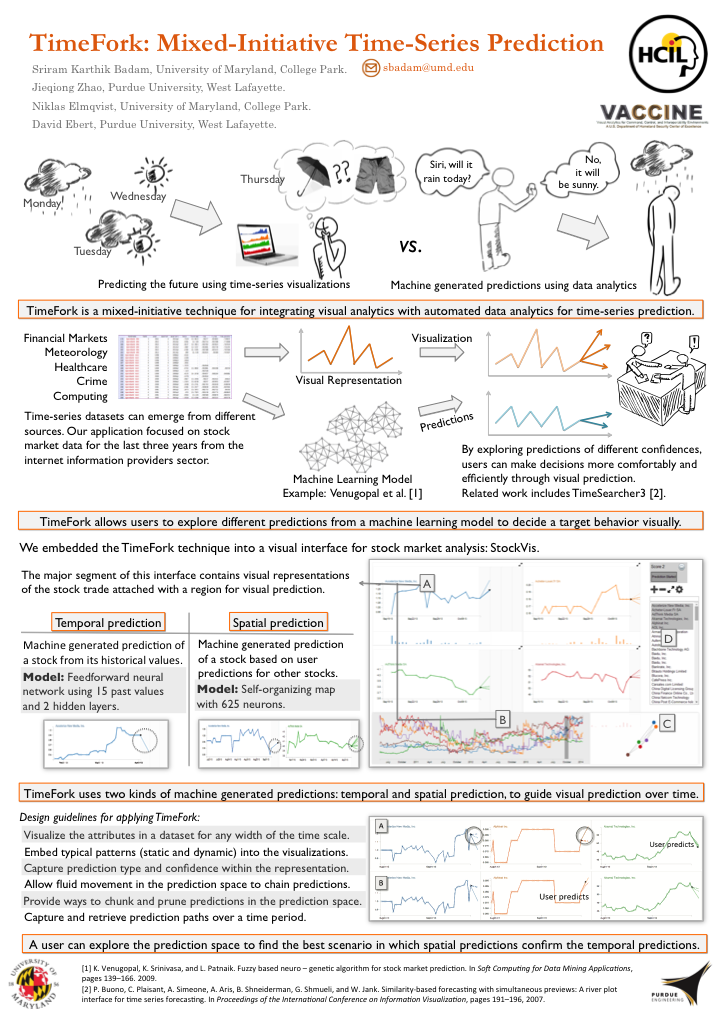 TimeFork: Mixed-Initiative Time-Series Prediction
Sriram Karthik Badam, University of Maryland, College Park.
sbadam@umd.edu
Jieqiong Zhao, Purdue University, West Lafayette.
Niklas Elmqvist, University of Maryland, College Park.
David Ebert, Purdue University, West Lafayette.
HCIL
VACCINE
Monday
Wednesday
Tuesday
Thursday
??
Siri, will it
rain today?
No,
it will
be sunny.
vs.
Predicting the future using time-series visualizations
Machine generated predictions using data analytics
TimeFork is a mixed-initiative technique for integrating visual analytics with automated data analytics for time-series prediction.
Financial Markets
Meteorology
Healthcare
Crime
Computing
Visual Representation
Visualization
Predictions
?
!
Time-series datasets can emerge from different
sources. Our application focused on stock
market data for the last three years from the
internet information providers sector.
Machine Learning Model
Example: Venugopal et al. [1]
By exploring predictions of different confidences,
users can make decisions more comfortably and
efficiently through visual prediction.
Related work includes TimeSearcher3 [2].
TimeFork allows users to explore different predictions from a machine learning model to decide a target behavior visually.
We embedded the TimeFork technique into a visual interface for stock market analysis: StockVis.
The major segment of this interface contains visual representations
of the stock trade attached with a region for visual prediction.
Temporal prediction
Machine generated prediction of
a stock from its historical values.
Model: Feedforward neural
network using 15 past values
and 2 hidden layers.
Spatial prediction
Machine generated prediction
of a stock based on user
predictions for other stocks.
Model: Self-organizing map
with 625 neurons.
A
B
C
D
TimeFork uses two kinds of machine generated predictions: temporal and spatial prediction, to guide visual prediction over time.
Design guidelines for applying TimeFork:
Visualize the attributes in a dataset for any width of the time scale.
Embed typical patterns (static and dynamic) into the visualizations.
Capture prediction type and confidence within the representation.
Allow fluid movement in the prediction space to chain predictions.
Provide ways to chunk and prune predictions in the prediction space.
Capture and retrieve prediction paths over a time period.
A
User predicts
B
User predicts
A user can explore the prediction space to find the best scenario in which spatial predictions confirm the temporal predictions.
[1] K. Venugopal, K. Srinivasa, and L. Patnaik. Fuzzy based neuro – genetic algorithm for stock market prediction. In Soft Computing for Data Mining Applications,
pages 139–166. 2009.
[2] P. Buono, C. Plaisant, A. Simeone, A. Aris, B. Shneiderman, G. Shmueli, and W. Jank. Similarity-based forecasting with simultaneous previews: A river plot
interface for time series forecasting. In Proceedings of the International Conference on Information Visualization, pages 191–196, 2007.
UNIVERSITY OF
MARYLAND
18 56
PURDUE
ENGINEERING